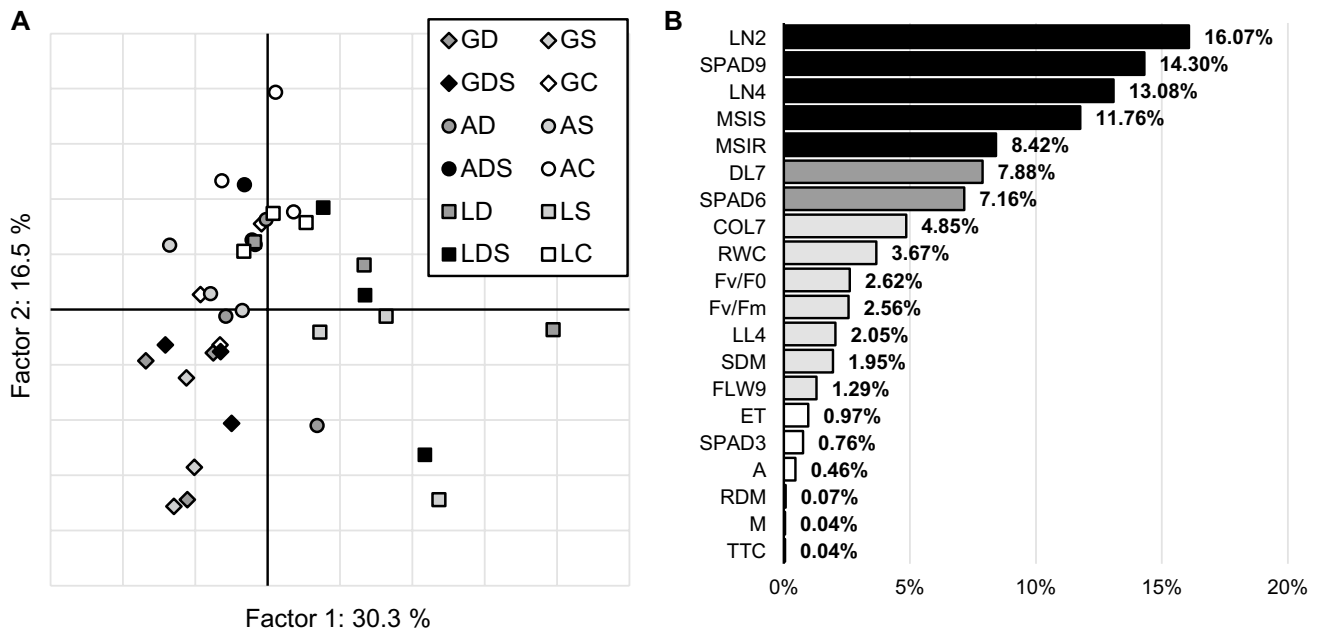 A
GD GS
GDS GC
AD AS
ADS AC
LD LS
LDS LC
Factor 2: 16.5 %
Factor 1: 30.3 %
B
LN2 16.07%
SPAD9 14.30%
LN4 13.08%
MSIS 11.76%
MSIR 8.42%
DL7 7.88%
SPAD6 7.16%
COL7 4.85%
RWC 3.67%
Fv/F0 2.62%
Fv/Fm 2.56%
LL4 2.05%
SDM 1.95%
FLW9 1.29%
ET 0.97%
SPAD3 0.76%
A 0.46%
RDM 0.07%
M 0.04%
TTC 0.04%
0% 5% 10% 15% 20%